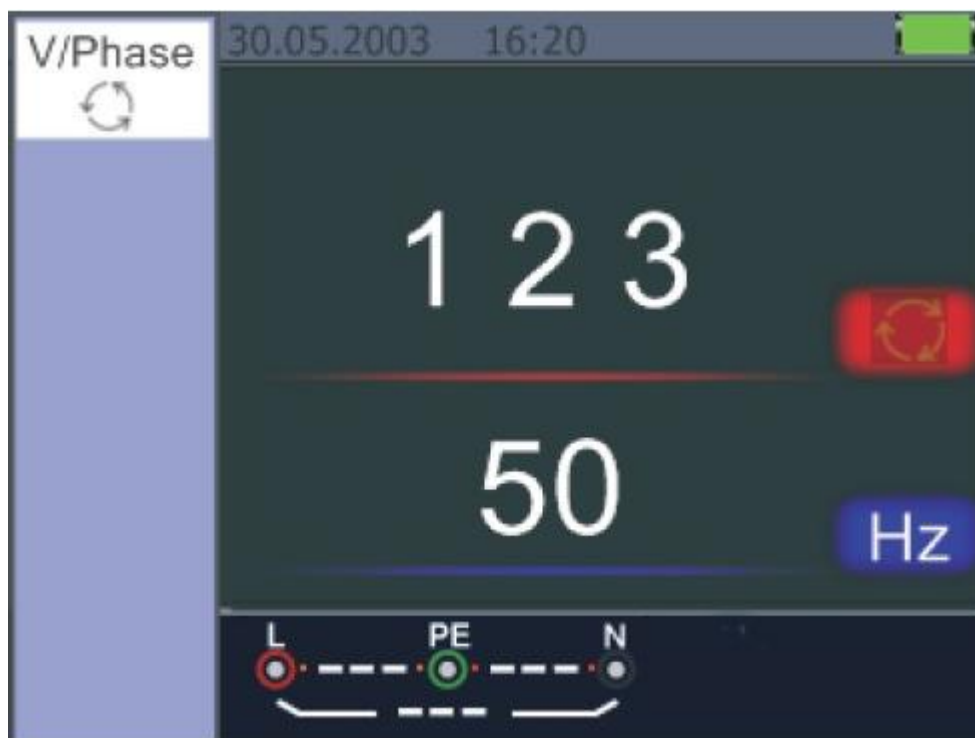 V/Phase
30.05.2003 16:20
1 2 3
50
Hz
L PE N
--- ---
---